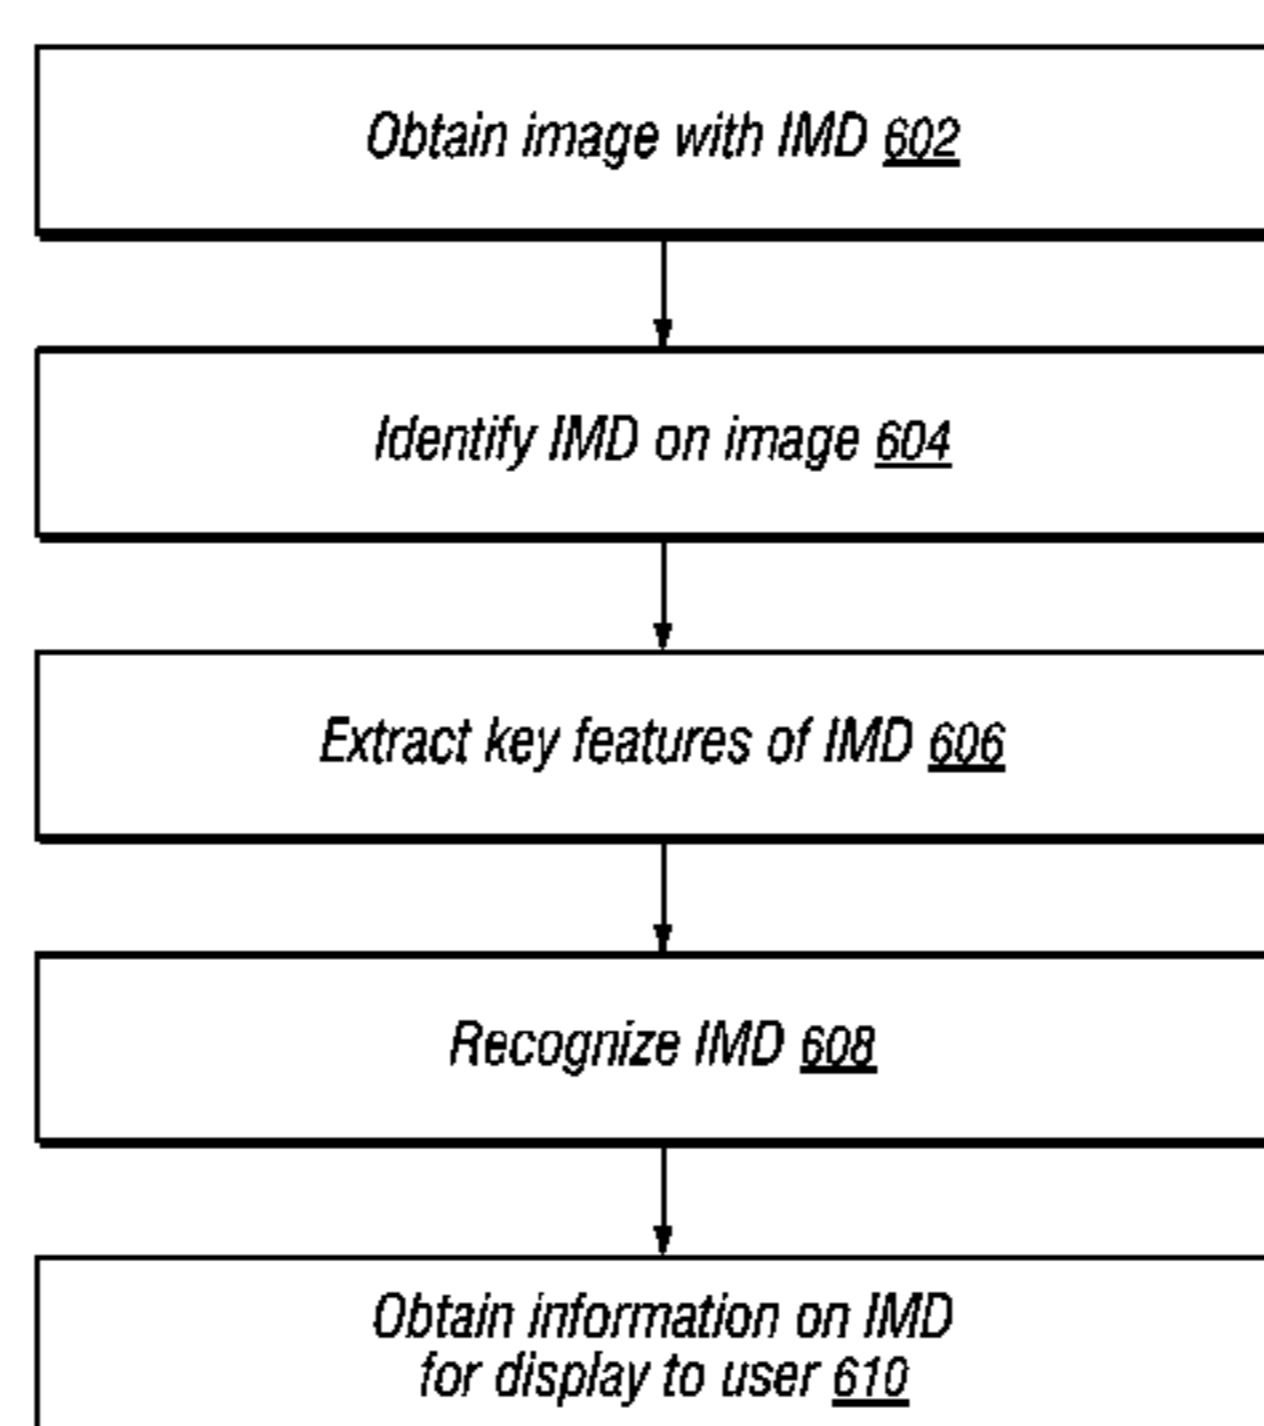 Obtain image with IMD 602
Identify IMD on image 604
Extract key features of IMD 606
Recognize IMD 608
Obtain information on IMD
for display to user 610